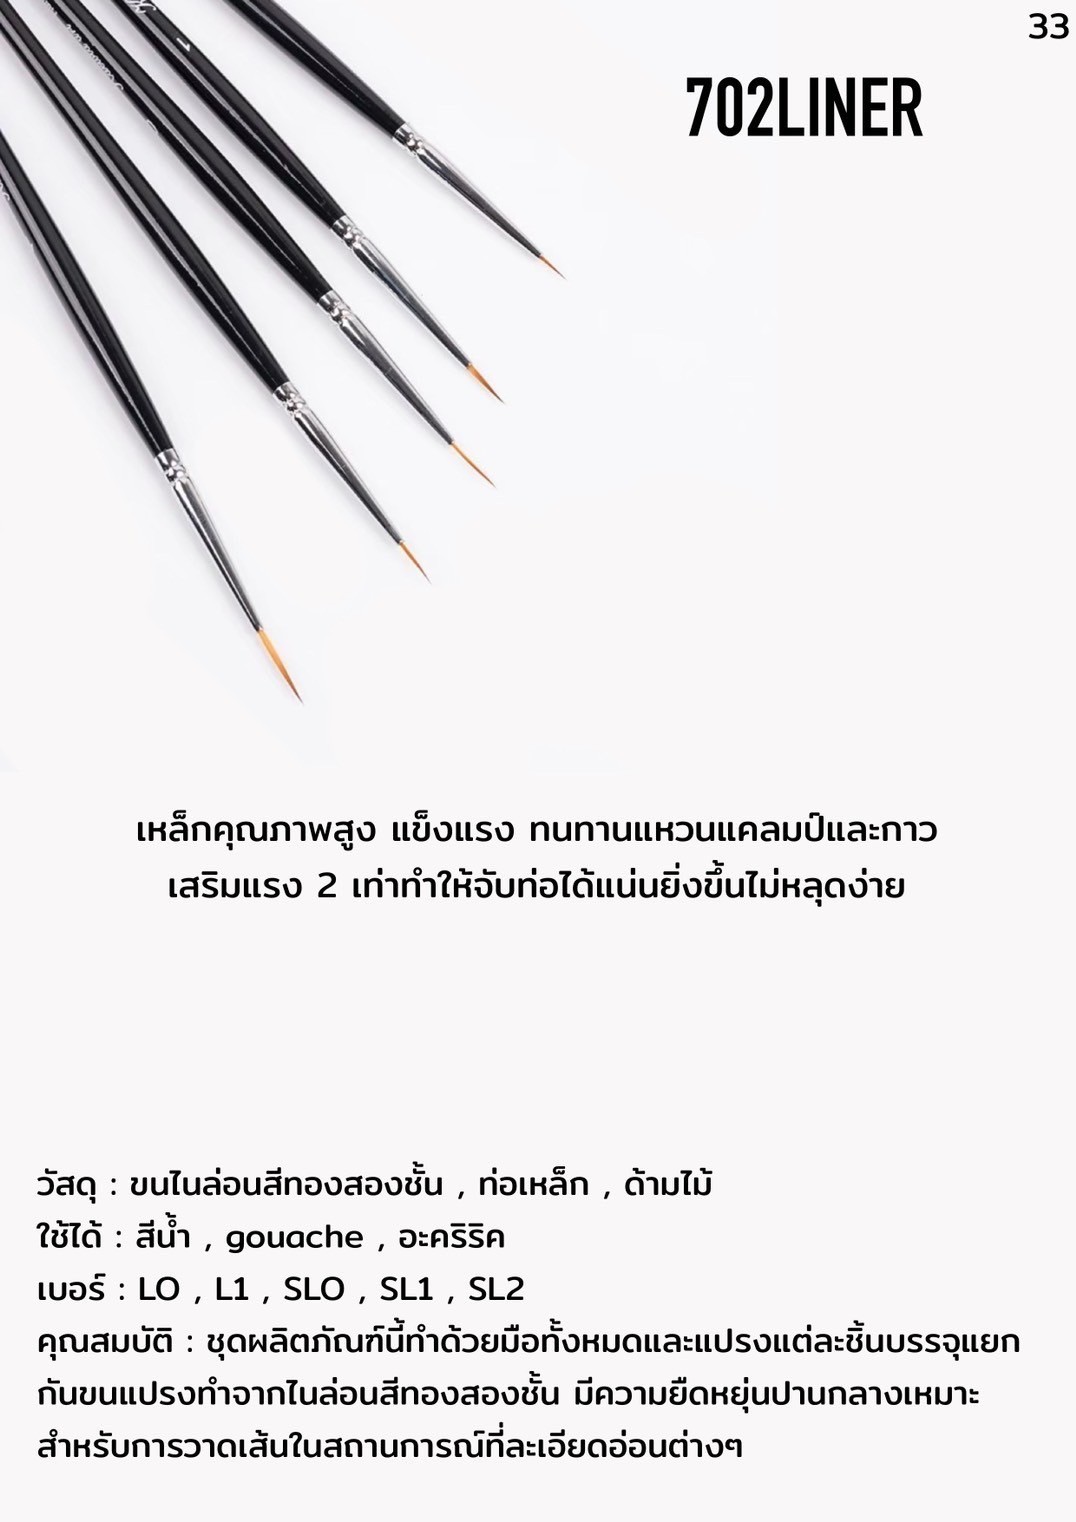 33
702LINER
1
เหล็กคุณภาพสูง แข็งแรง ทนทานแหวนแคลมป์และกาว
เสริมแรง 2 เท่าทำให้จับท่อได้แน่นยิ่งขึ้นไม่หลุดง่าย
วัสดุ : ขนไนล่อนสีทองสองชั้น , ท่อเหล็ก , ด้ามไม้
ใช้ได้ : สีน้ำ , gouache , อะคริริค
เบอร์ : LO , L1 , SLO , SL1 , SL2
คุณสมบัติ : ชุดผลิตภัณฑ์นี้ทำด้วยมือทั้งหมดและแปรงแต่ละชิ้นบรรจุแยก
กันขนแปรงทำจากไนล่อนสีทองสองชั้น มีความยืดหยุ่นปานกลางเหมาะ
สำหรับการวาดเส้นในสถานการณ์ที่ละเอียดอ่อนต่างๆ